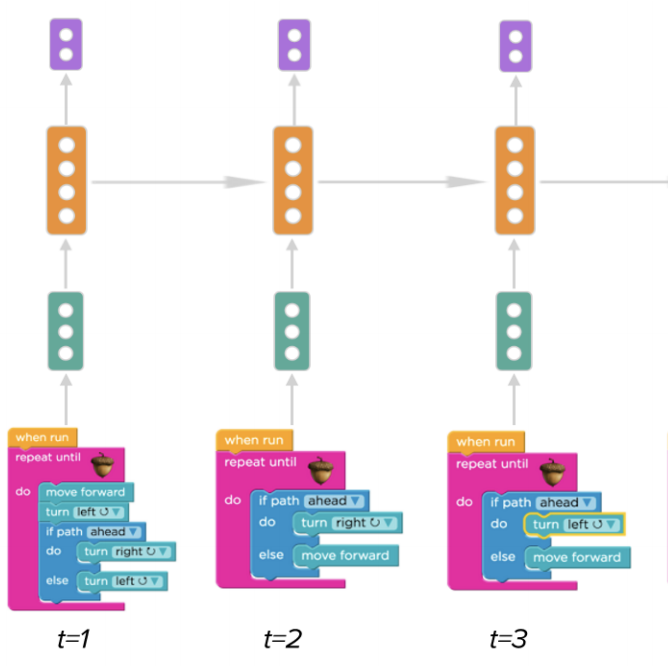 when run
repeat until
do move forward
turn left ↺ ▼
if path ahead ▼
do turn right ↻ ▼
else turn left ↺ ▼
t=1
when run
repeat until
do if path ahead ▼
do turn right ↻ ▼
else move forward
t=2
when run
repeat until
do if path ahead ▼
do turn left ↺ ▼
else move forward
t=3